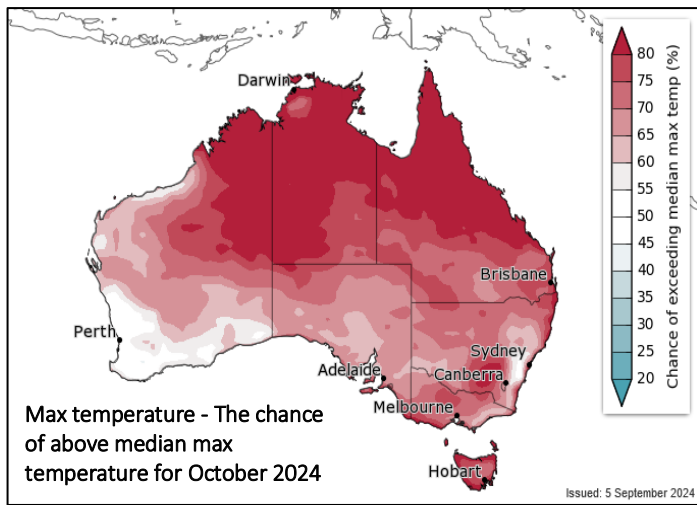 Darwin
Brisbane
Perth
Sydney
Adelaide
Canberra
Melbourne
Hobart
Max temperature - The chance
of above median max
temperature for October 2024
Issued: 5 September 2024
Chance of exceeding median max temp (%)
80
75
70
65
60
55
50
45
40
35
30
25
20